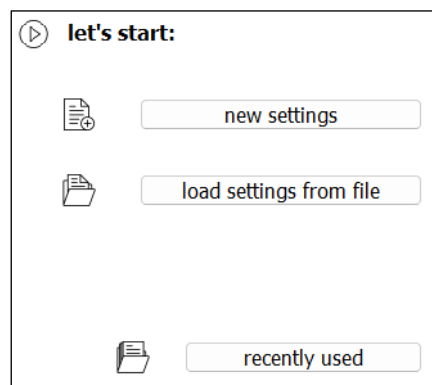 let's start:
new settings
load settings from file
recently used